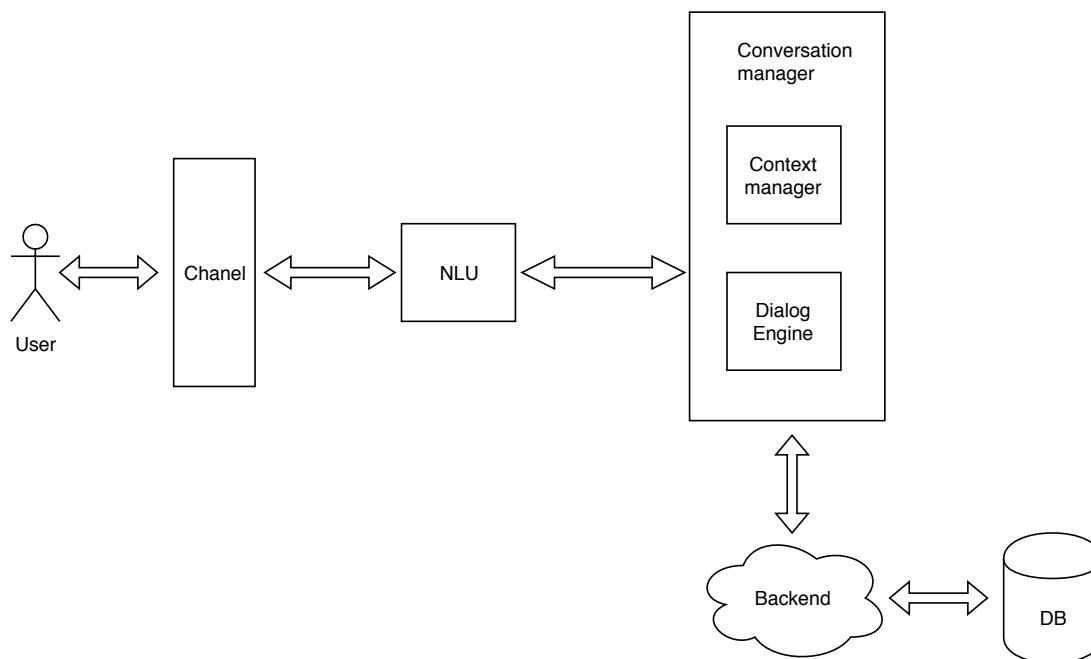 Conversation
manager
Context
manager
Chanel
NLU
Dialog
Engine
User
Backend
DB